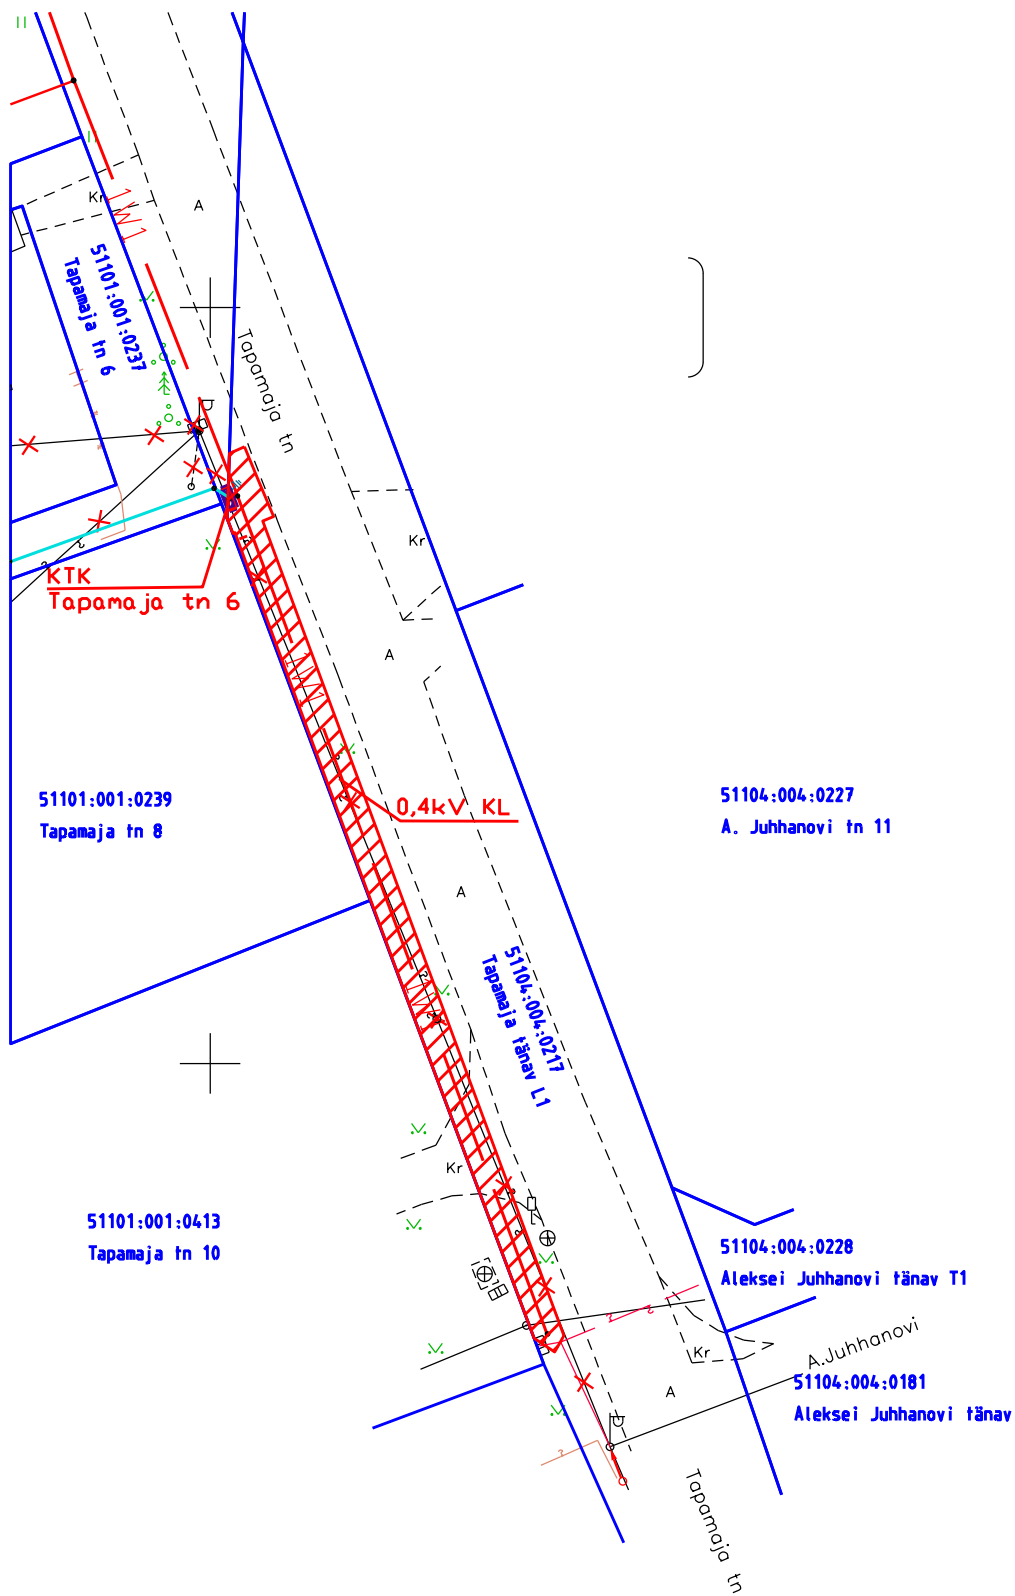 Kr
A
1W1
51101:001:0237
Tapamaja tn 6
Tapamaja tn
Kr
KTK
Tapamaja tn 6
A
1W1
51101:001:0239
Tapamaja tn 8
0,4kV KL
51104:004:0227
A. Juhhanovi tn 11
A
51104:004:0217
Tapamaja tänav L1
1W1
Kr
51101:001:0413
Tapamaja tn 10
51104:004:0228
Aleksei Juhhanovi tänav T1
A.Juhhanovi
Kr
51104:004:0181
Aleksei Juhhanovi tänav
A
Tapamaja tn